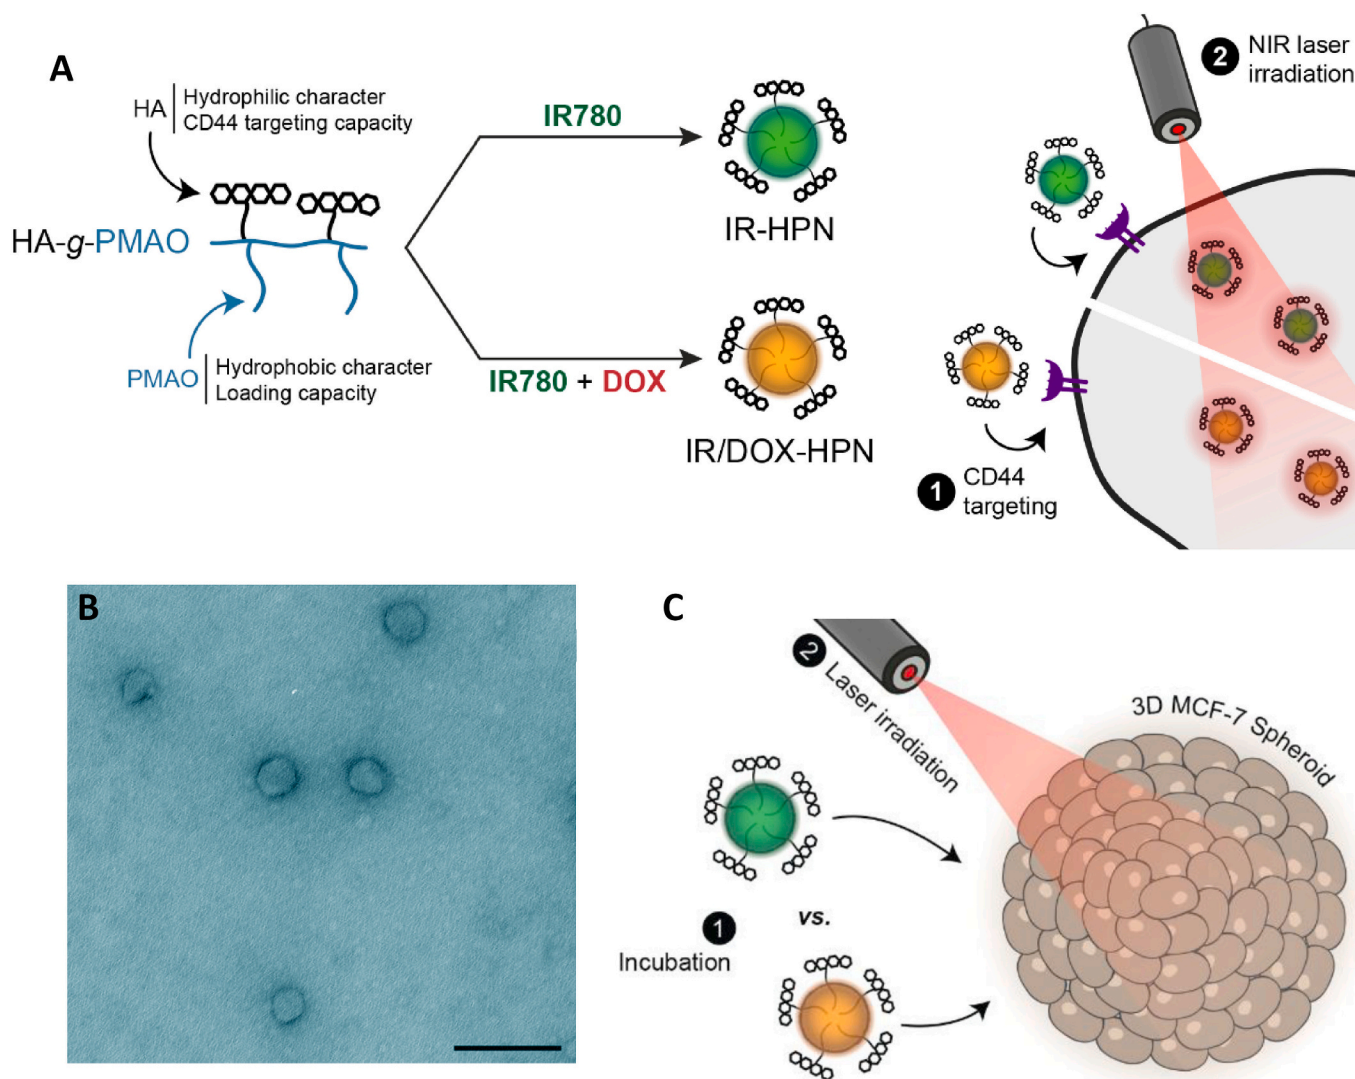 A
HA
Hydrophilic character
CD44 targeting capacity
HA-g-PMAO
PMAO
Hydrophobic character
Loading capacity
IR780
IR-HPN
IR780 + DOX
IR/DOX-HPN
2 NIR laser
irradiation
1 CD44
targeting
B
C
2 Laser irradiation
3D MCF-7 Spheroid
1
Incubation
vs.